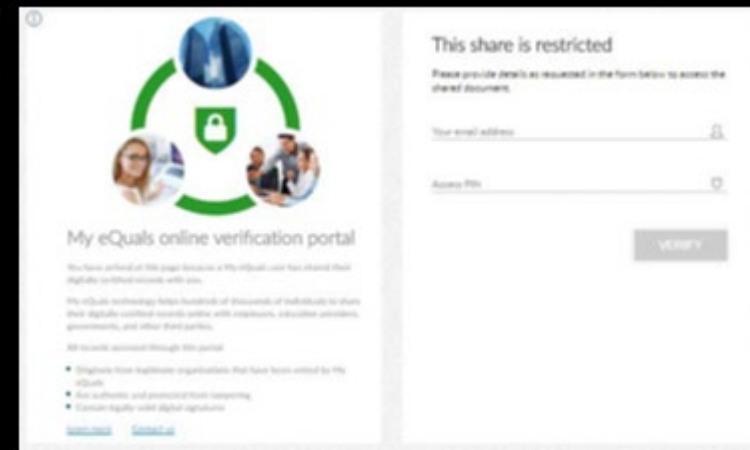 My eQuals online verification portal
You have arrived at this page because a My eQuals user has shared their
digitally certified records with you.
My eQuals technology helps hundreds of thousands of individuals to share
their digitally certified records online with employers, education providers,
governments, and other third parties.
All records accessed through this portal
Originate from legitimate organisations that have been vetted by My
eQuals
Are authentic and protected from tampering
Contain legally valid digital signatures
Learn more Contact us
This share is restricted
Please provide details as requested in the form below to access the
shared document.
Your email address
Access PIN
VERIFY